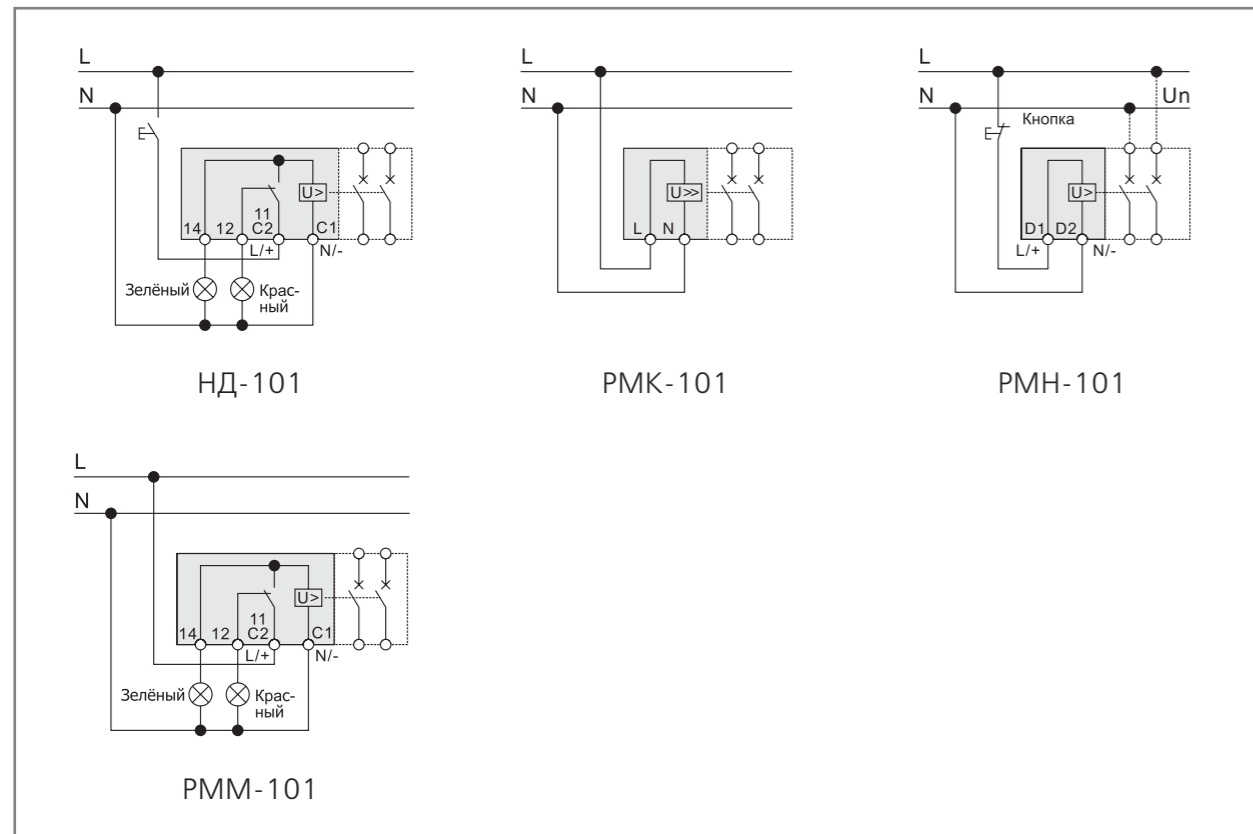 L
N
E
U>
11
14
12
C2
C1
L/+
N/-
Зелёный
Крас-
ный
НД-101
L
N
U>>
L
N
РМК-101
L
N
Un
Кнопка
E
U>
D1
D2
L/+
N/-
РМН-101
L
N
U>
11
14
12
C2
C1
L/+
N/-
Зелёный
Крас-
ный
РММ-101